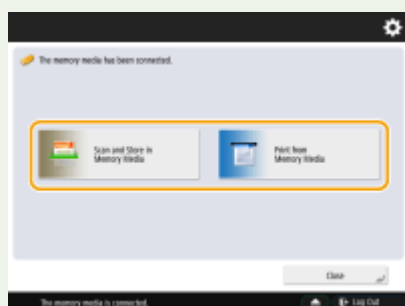 The memory media has been connected.
Scan and Store in
Memory Media
Print from
Memory Media
Close
The memory media is connected.
Log Out